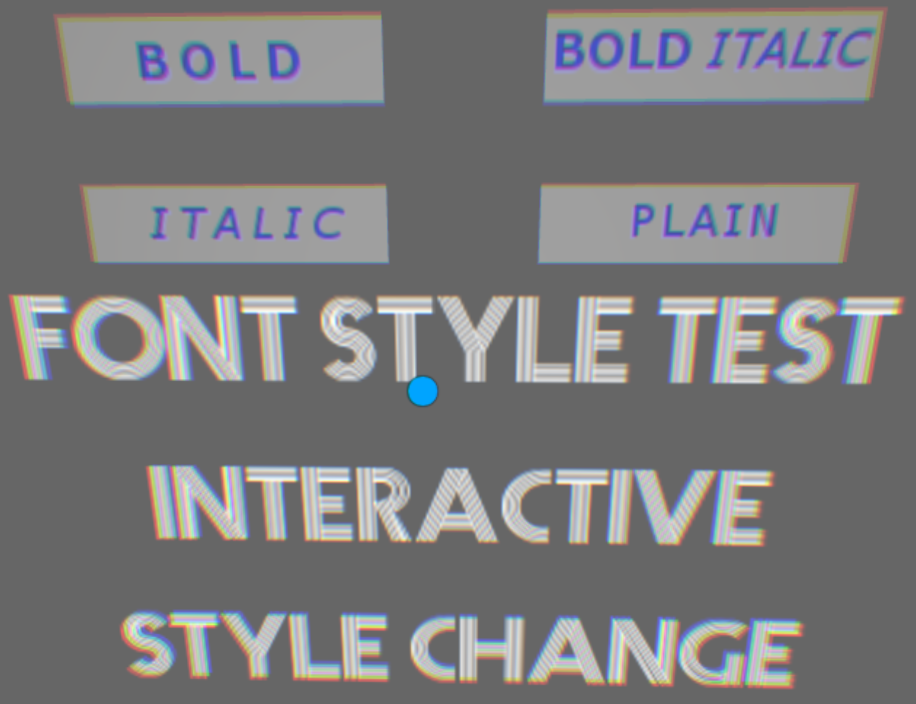 BOLD
BOLD ITALIC
ITALIC
PLAIN
FONT STYLE TEST
INTERACTIVE
STYLE CHANGE